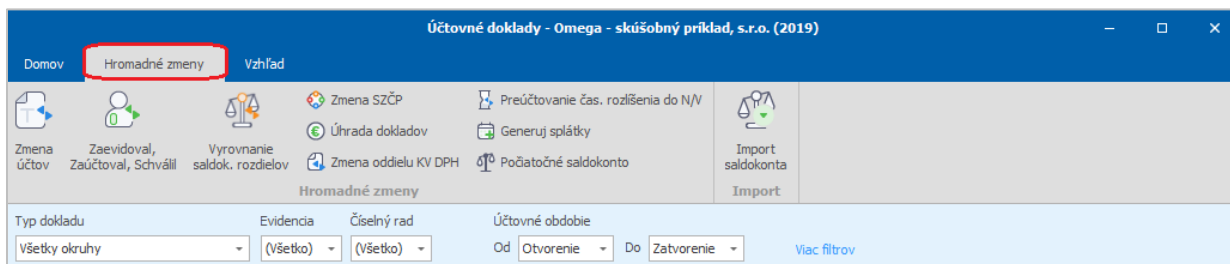 Účtovné doklady - Omega - skúšobný príklad, s.r.o. (2019)
Domov Hromadné zmeny Vzhľad
Zmena účtov
Zaevidoval, Zaúčtoval, Schválil
Vyrovnanie saldok. rozdielov
Zmena SZČP
Úhrada dokladov
Zmena oddielu KV DPH
Preúčtovanie čas. rozlíšenia do N/V
Generuj splátky
Počiatočné saldokonto
Import saldokonta
Hromadné zmeny Import
Typ dokladu Evidencia Číselný rad Účtovné obdobie
Všetky okruhy (Všetko) (Všetko) Od Otvorenie Do Zatvorenie Viac filtrov